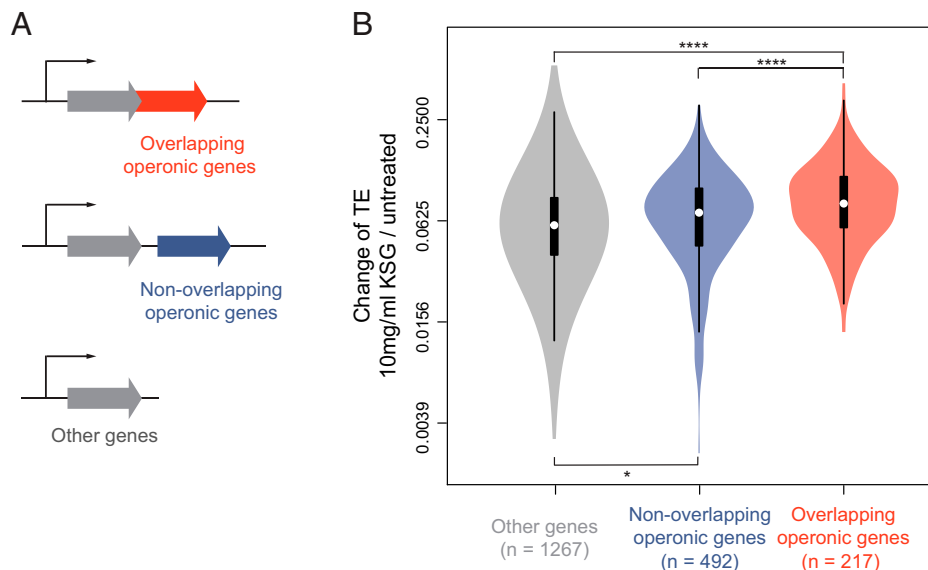 A
Overlapping
operonic genes
Non-overlapping
operonic genes
Other genes
B
Change of TE
10mg/ml KSG / untreated
0.2500
0.0625
0.0156
0.0039
****
****
*
Other genes
(n = 1267)
Non-overlapping
operonic genes
(n = 492)
Overlapping
operonic genes
(n = 217)